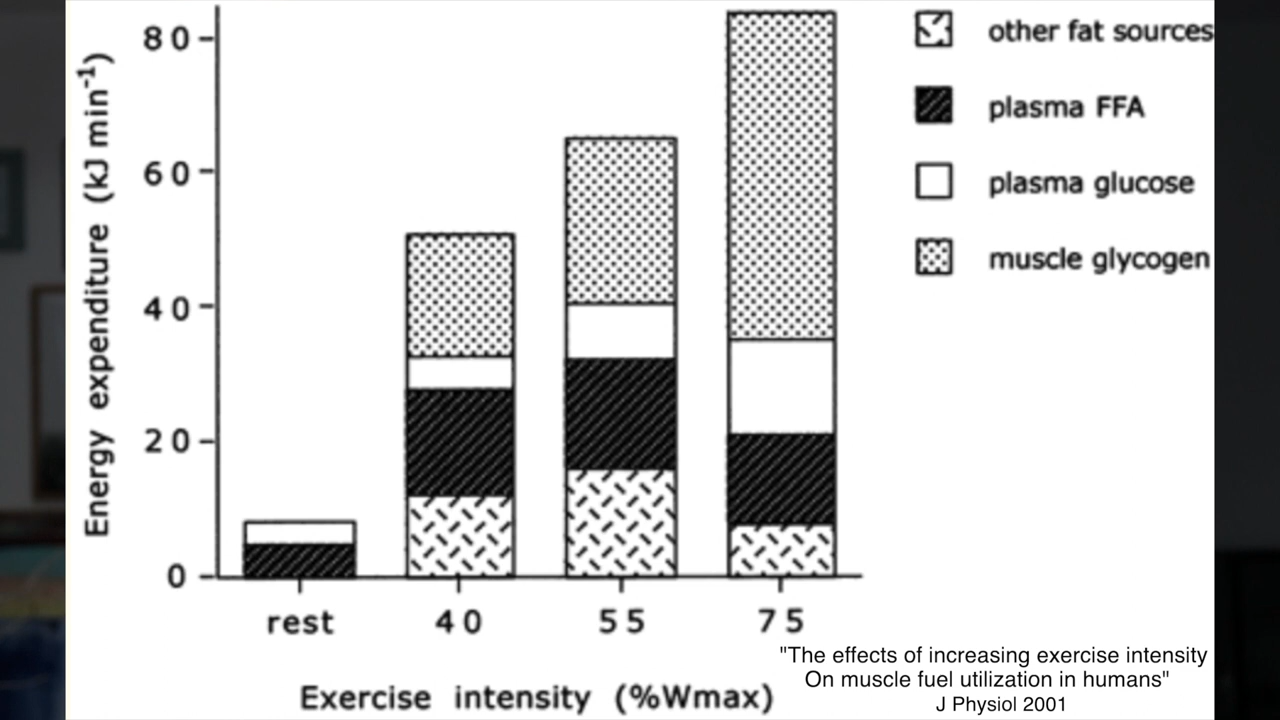 Energy expenditure (kJ min⁻¹)
80
60
40
20
0
rest
40
55
75
Exercise intensity (%Wmax)
other fat sources
plasma FFA
plasma glucose
muscle glycogen
"The effects of increasing exercise intensity
On muscle fuel utilization in humans"
J Physiol 2001